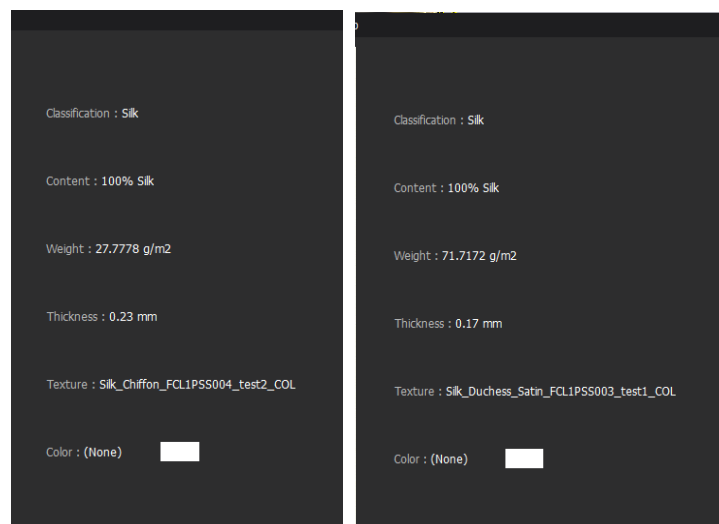 Classification : Silk
Content : 100% Silk
Weight : 27.7778 g/m2
Thickness : 0.23 mm
Texture : Silk_Chiffon_FCL1PSS004_test2_COL
Color : (None)
Classification : Silk
Content : 100% Silk
Weight : 71.7172 g/m2
Thickness : 0.17 mm
Texture : Silk_Duchess_Satin_FCL1PSS003_test1_COL
Color : (None)